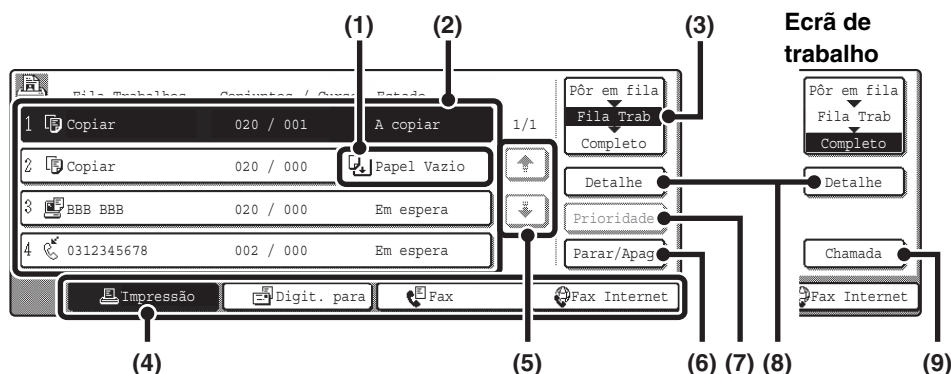 (1) (2) (3) Ecrã de
trabalho
Fila Trabalhos Conjuntos / Curso Estado
1 Copiar 020 / 001 A copiar
2 Copiar 020 / 000 Papel Vazio
3 BBB BBB 020 / 000 Em espera
4 0312345678 002 / 000 Em espera
1/1
Pôr em fila
Fila Trab
Completo
Detalhe
Prioridade
Parar/Apag
Impressão Digit. para Fax Fax Internet
Pôr em fila
Fila Trab
Completo
Detalhe
Chamada
Fax Internet
(4) (5) (6) (7) (8) (9)